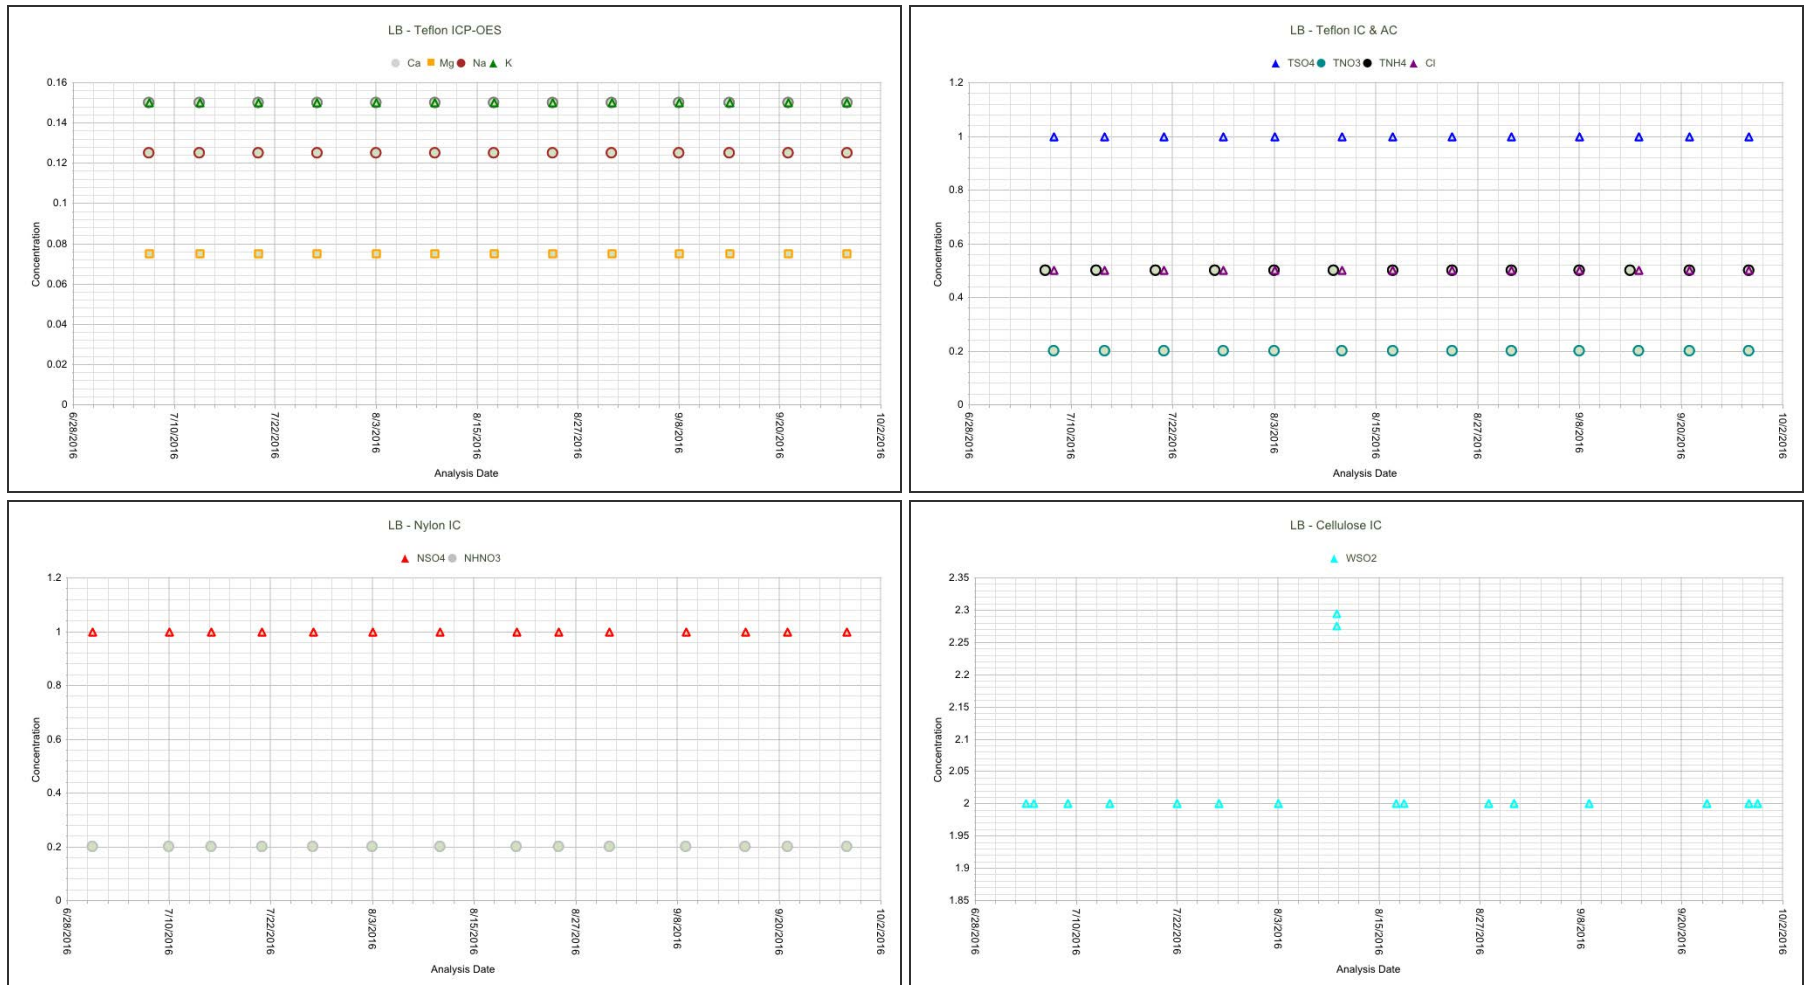 LB - Teflon ICP-OES
Ca Mg Na K
0.16
0.14
0.12
0.1
0.08
0.06
0.04
0.02
0
Concentration
6/28/2016 7/10/2016 7/22/2016 8/3/2016 8/15/2016 8/27/2016 9/8/2016 9/20/2016 10/2/2016
Analysis Date
LB - Teflon IC & AC
TSO4 TNO3 TNH4 Cl
1.2
1
0.8
0.6
0.4
0.2
0
Concentration
6/28/2016 7/10/2016 7/22/2016 8/3/2016 8/15/2016 8/27/2016 9/8/2016 9/20/2016 10/2/2016
Analysis Date
LB - Nylon IC
NSO4 NHNO3
1.2
1
0.8
0.6
0.4
0.2
0
Concentration
6/28/2016 7/10/2016 7/22/2016 8/3/2016 8/15/2016 8/27/2016 9/8/2016 9/20/2016 10/2/2016
Analysis Date
LB - Cellulose IC
WSO2
2.35
2.3
2.25
2.2
2.15
2.1
2.05
2
1.95
1.9
1.85
Concentration
6/28/2016 7/10/2016 7/22/2016 8/3/2016 8/15/2016 8/27/2016 9/8/2016 9/20/2016 10/2/2016
Analysis Date